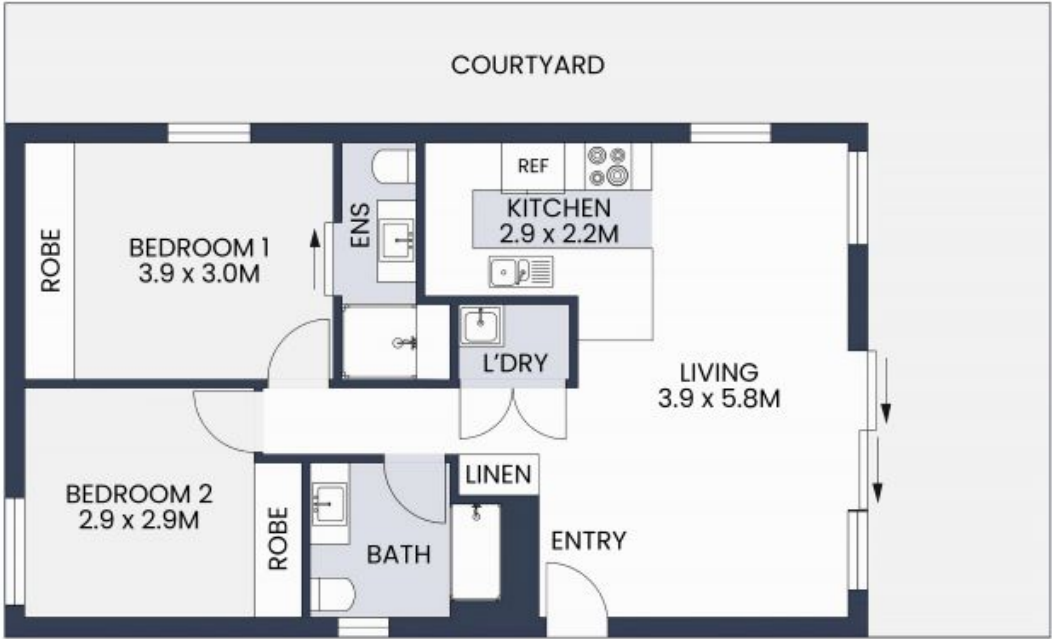 COURTYARD
REF
KITCHEN
2.9 x 2.2M
ENS
ROBE
BEDROOM 1
3.9 x 3.0M
L'DRY
LIVING
3.9 x 5.8M
LINEN
BEDROOM 2
2.9 x 2.9M
ROBE
BATH
ENTRY